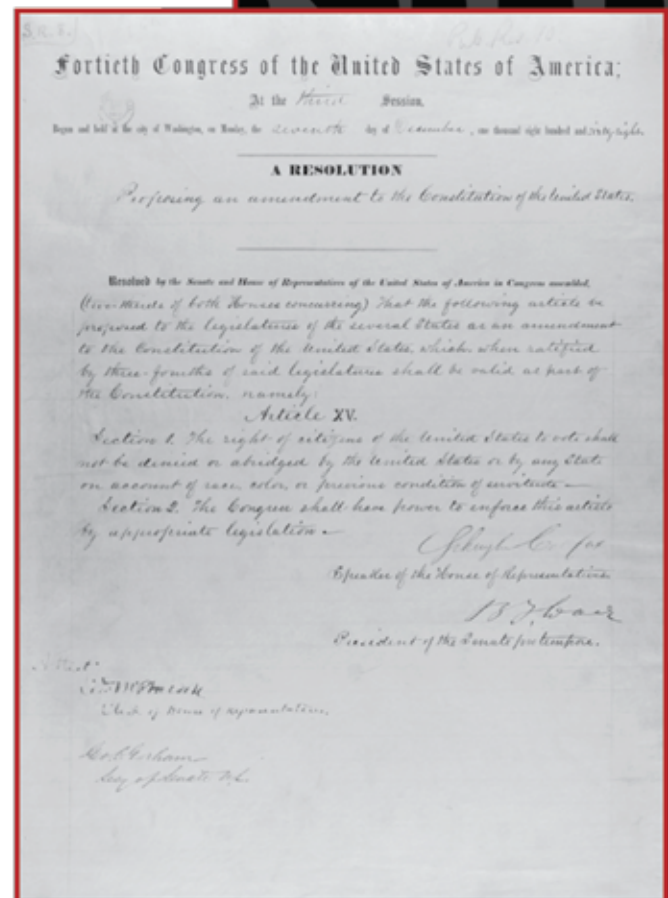 S.R.8.
Pub. Res. 15.
Fortieth Congress of the United States of America;
At the third Session,
Begun and held at the city of Washington, on Monday, the seventh day of December, one thousand eight hundred and sixty-eight.
A RESOLUTION
Proposing an amendment to the Constitution of the United States.
Resolved by the Senate and House of Representatives of the United States of America in Congress assembled,
(two-thirds of both Houses concurring) That the following article be
proposed to the legislatures of the several States as an amendment
to the Constitution of the United States, which, when ratified
by three-fourths of said legislatures shall be valid as part of
the Constitution, namely:
Article XV.
Section 1. The right of citizens of the United States to vote shall
not be denied or abridged by the United States or by any State
on account of race, color, or previous condition of servitude—
Section 2. The Congress shall have power to enforce this article
by appropriate legislation—
Schuyler Colfax
Speaker of the House of Representatives
B F Wade
President of the Senate pro tempore.
Attest:
Edwd McPherson
Clerk of House of representatives.
Geo. C. Gorham
Secy of Senate U.S.